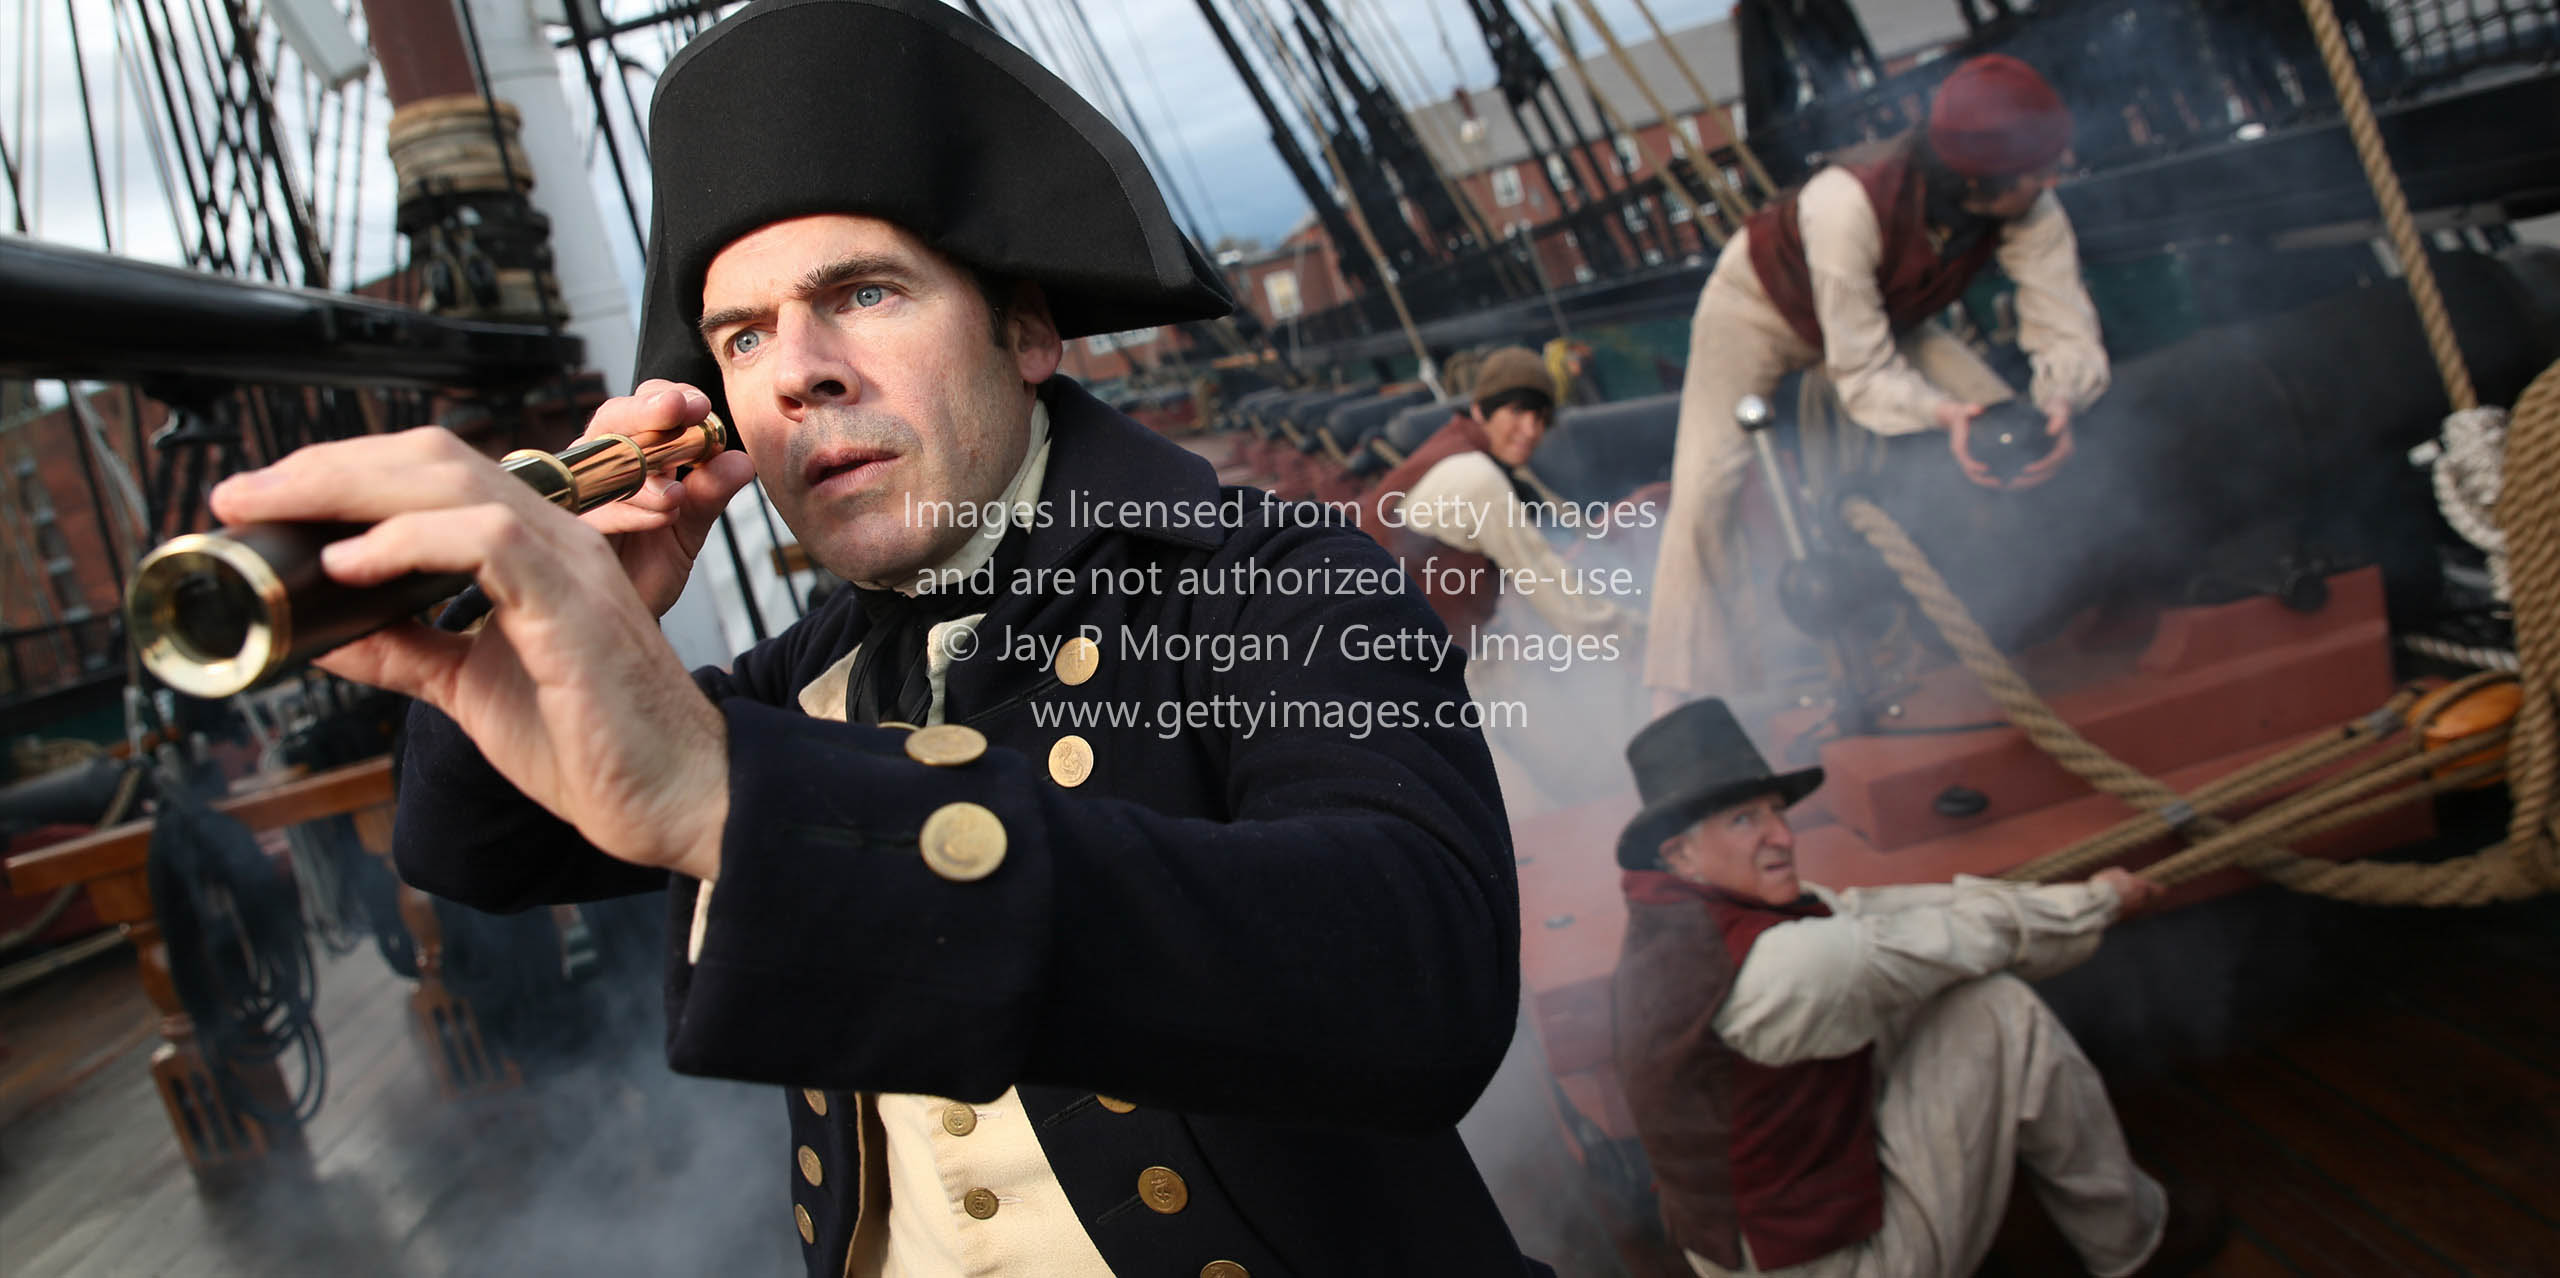 Images licensed from Getty Images
and are not authorized for re-use.
© Jay P Morgan / Getty Images
www.gettyimages.com